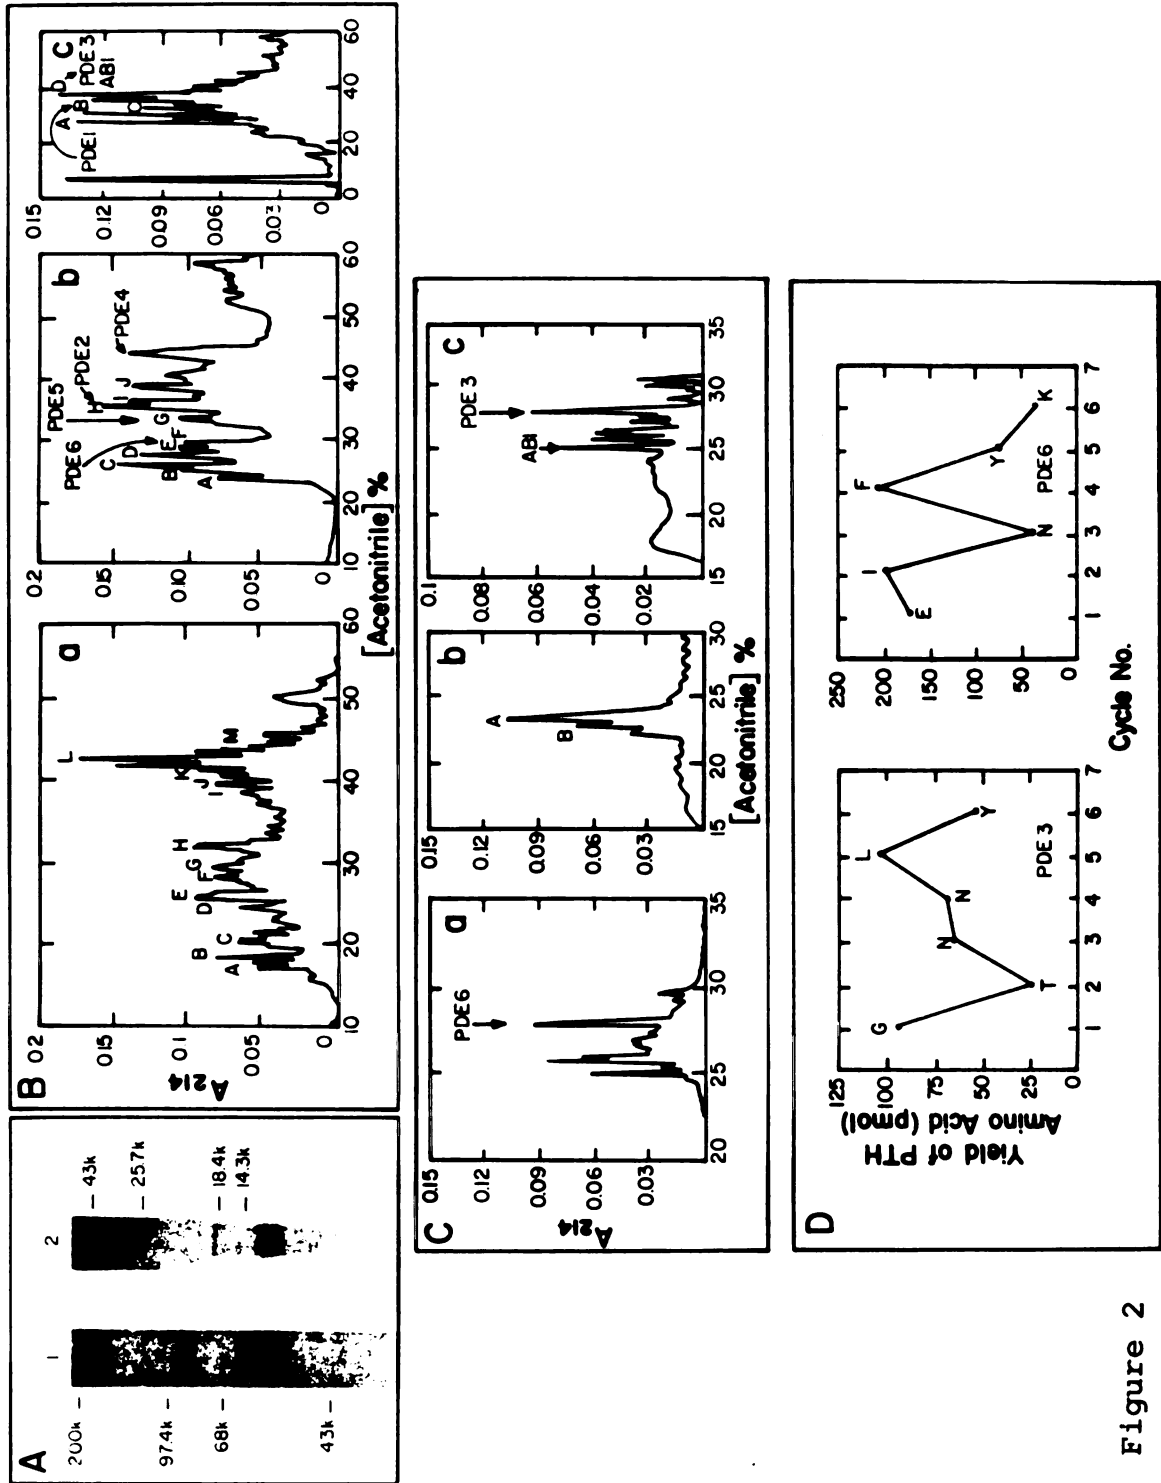 A
1
2
200k
97.4k
68k
43k
43k
25.7k
18.4k
14.3k
B
A214
0.2
0.15
0.1
0.05
0
10
20
30
40
50
60
a
A
B
C
D
E
F
G
H
I
J
K
L
M
0.2
0.15
0.10
0.05
0
10
20
30
40
50
60
b
A
B
C
D
E
F
G
H
I
J
PDE6
PDE5
PDE2
PDE4
0.15
0.12
0.09
0.06
0.03
0
0
20
40
60
c
A
B
C
D
PDE1
PDE3
AB1
[Acetonitrile] %
C
A214
0.15
0.12
0.09
0.06
0.03
20
25
30
35
a
PDE6
0.15
0.12
0.09
0.06
0.03
15
20
25
30
b
A
B
0.1
0.08
0.06
0.04
0.02
15
20
25
30
35
c
AB1
PDE3
[Acetonitrile] %
D
Yield of PTH
Amino Acid (pmol)
125
100
75
50
25
0
1 2 3 4 5 6 7
G
T
N
N
L
Y
PDE3
250
200
150
100
50
0
1 2 3 4 5 6 7
E
I
N
F
Y
K
PDE6
Cycle No.
Figure 2